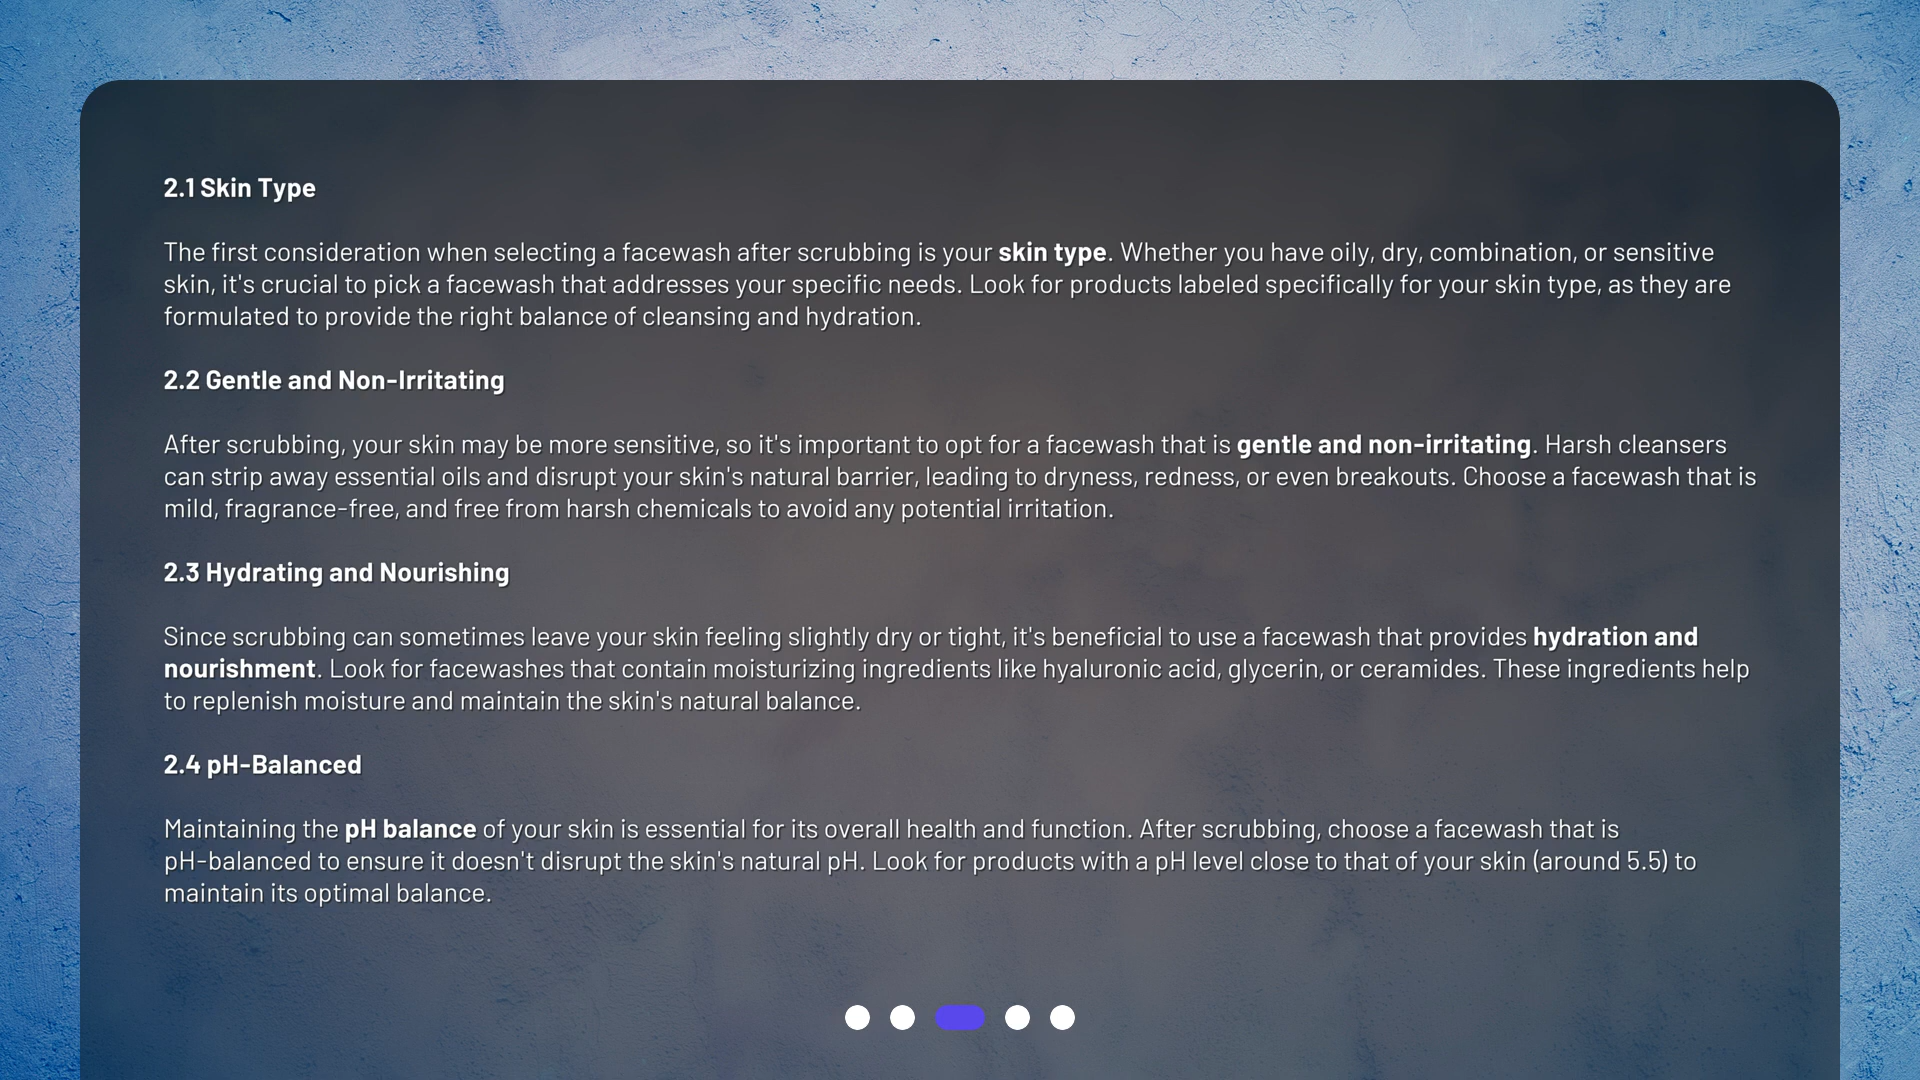 2.1 Skin Type
The first consideration when selecting a facewash after scrubbing is your skin type. Whether you have oily, dry, combination, or sensitive
skin, it's crucial to pick a facewash that addresses your specific needs. Look for products labeled specifically for your skin type, as they are
formulated to provide the right balance of cleansing and hydration.
2.2 Gentle and Non-Irritating
After scrubbing, your skin may be more sensitive, so it's important to opt for a facewash that is gentle and non-irritating. Harsh cleansers
can strip away essential oils and disrupt your skin's natural barrier, leading to dryness, redness, or even breakouts. Choose a facewash that is
mild, fragrance-free, and free from harsh chemicals to avoid any potential irritation.
2.3 Hydrating and Nourishing
Since scrubbing can sometimes leave your skin feeling slightly dry or tight, it's beneficial to use a facewash that provides hydration and
nourishment. Look for facewashes that contain moisturizing ingredients like hyaluronic acid, glycerin, or ceramides. These ingredients help
to replenish moisture and maintain the skin's natural balance.
2.4 pH-Balanced
Maintaining the pH balance of your skin is essential for its overall health and function. After scrubbing, choose a facewash that is
pH-balanced to ensure it doesn't disrupt the skin's natural pH. Look for products with a pH level close to that of your skin (around 5.5) to
maintain its optimal balance.